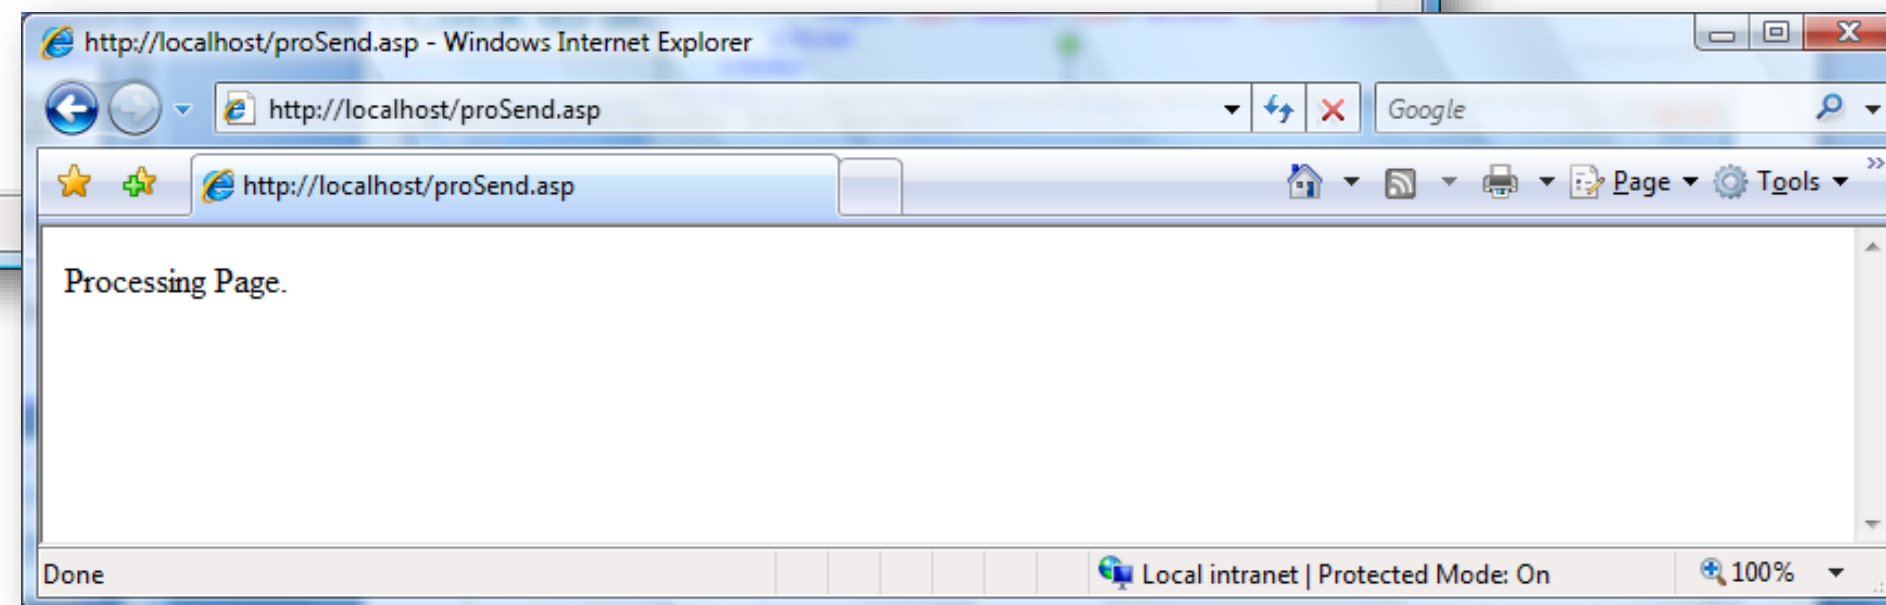 http://localhost/proSend.asp - Windows Internet Explorer
http://localhost/proSend.asp
Google
http://localhost/proSend.asp
Page
Tools
Processing Page.
Done
Local intranet | Protected Mode: On
100%